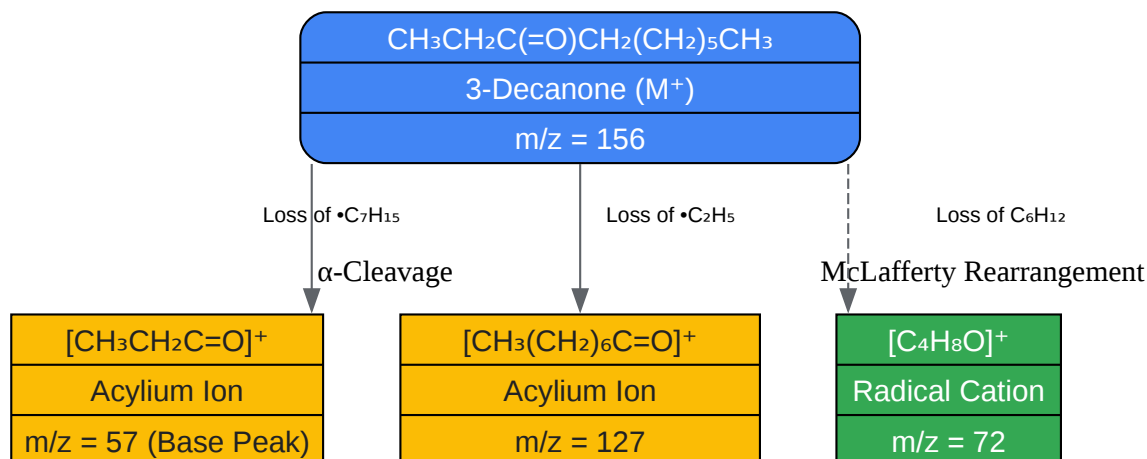 CH₃CH₂C(=O)CH₂(CH₂)₅CH₃
3-Decanone (M⁺)
m/z = 156
Loss of •C₇H₁₅
Loss of •C₂H₅
Loss of C₆H₁₂
α-Cleavage
McLafferty Rearrangement
[CH₃CH₂C=O]⁺
Acylium Ion
m/z = 57 (Base Peak)
[CH₃(CH₂)₆C=O]⁺
Acylium Ion
m/z = 127
[C₄H₈O]⁺
Radical Cation
m/z = 72